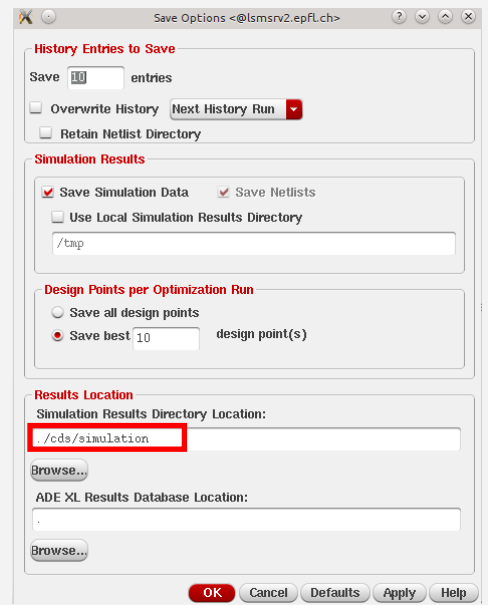 Save Options <@lsmsrv2.epfl.ch>
History Entries to Save
Save 10 entries
Overwrite History Next History Run
Retain Netlist Directory
Simulation Results
Save Simulation Data Save Netlists
Use Local Simulation Results Directory
/tmp
Design Points per Optimization Run
Save all design points
Save best 10 design point(s)
Results Location
Simulation Results Directory Location:
./cds/simulation
Browse...
ADE XL Results Database Location:
.
Browse...
OK Cancel Defaults Apply Help